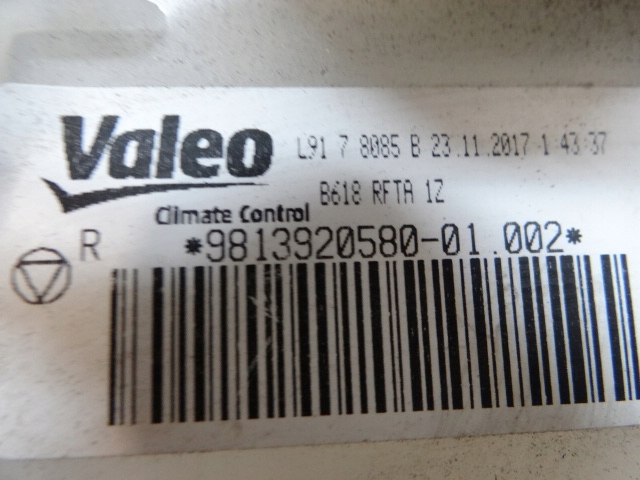 Valeo L91 7 8085 B 23.11.2017 1 43 37
B618 RFTA 1Z
Climate Control
R *9813920580-01.002*